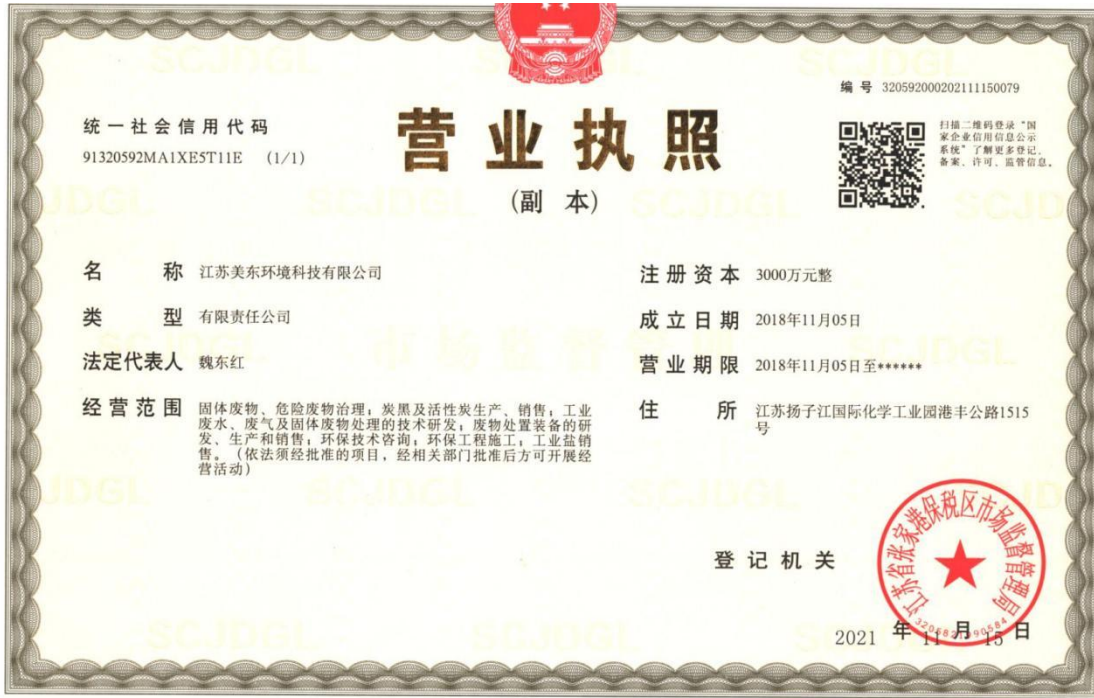 编 号 320592000202111150079
统一社会信用代码
91320592MA1XE5T11E (1/1)
营业执照
(副 本)
扫描二维码登录“国
家企业信用信息公示
系统”了解更多登记、
备案、许可、监管信息。
名 称 江苏美东环境科技有限公司
类 型 有限责任公司
法定代表人 魏东红
经营范围 固体废物、危险废物治理；炭黑及活性炭生产、销售；工业
废水、废气及固体废物处理的技术研发；废物处置装备的研
发、生产和销售；环保技术咨询；环保工程施工；工业盐销
售。（依法须经批准的项目，经相关部门批准后方可开展经
营活动）
注册资本 3000万元整
成立日期 2018年11月05日
营业期限 2018年11月05日至******
住 所 江苏扬子江国际化学工业园港丰公路1515
号
登记机关
江苏省张家港保税区市场监督管理局
2021 年 11 月 15 日
SCJDGL
市场监督管理